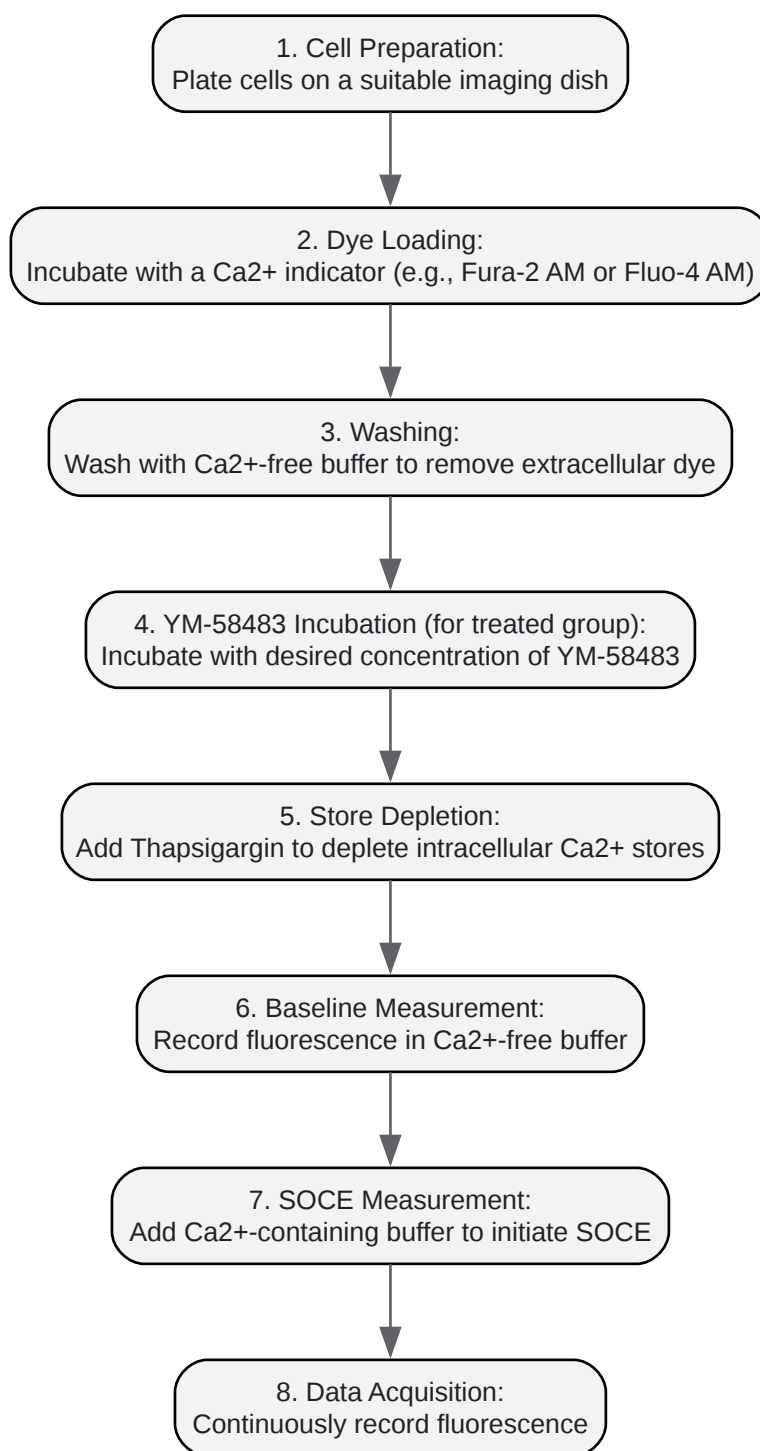 1. Cell Preparation:
Plate cells on a suitable imaging dish
2. Dye Loading:
Incubate with a Ca2+ indicator (e.g., Fura-2 AM or Fluo-4 AM)
3. Washing:
Wash with Ca2+-free buffer to remove extracellular dye
4. YM-58483 Incubation (for treated group):
Incubate with desired concentration of YM-58483
5. Store Depletion:
Add Thapsigargin to deplete intracellular Ca2+ stores
6. Baseline Measurement:
Record fluorescence in Ca2+-free buffer
7. SOCE Measurement:
Add Ca2+-containing buffer to initiate SOCE
8. Data Acquisition:
Continuously record fluorescence